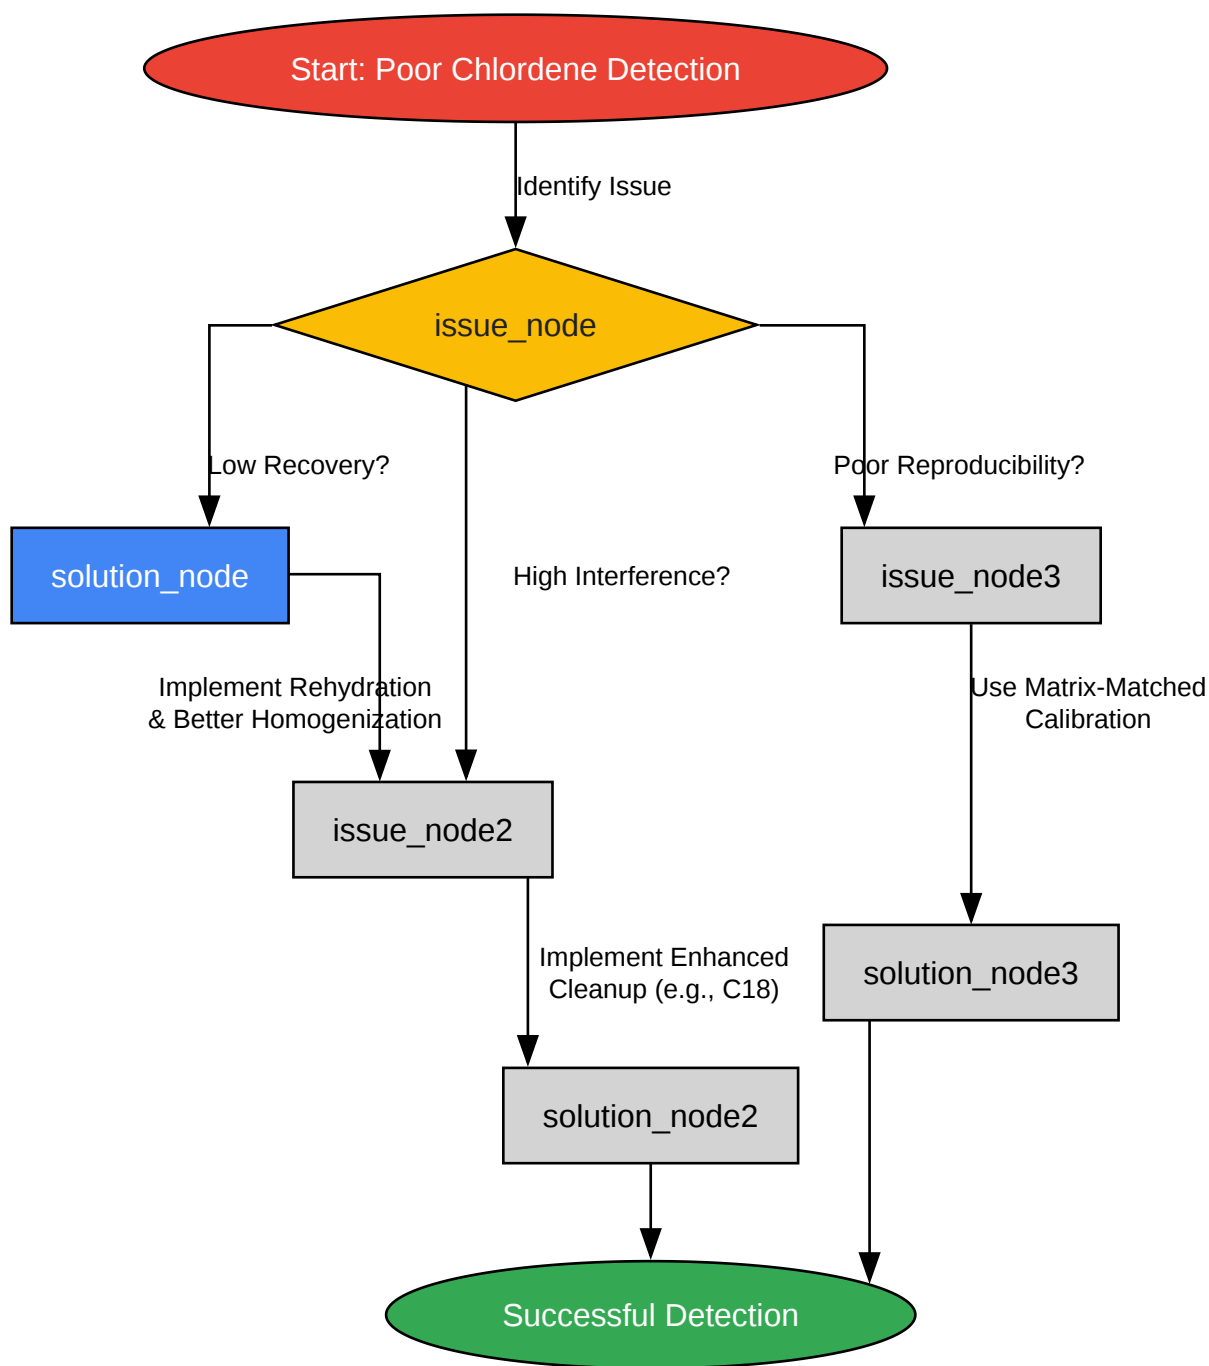 Start: Poor Chlordene Detection
Identify Issue
issue_node
Low Recovery?
Poor Reproducibility?
solution_node
High Interference?
issue_node3
Implement Rehydration
& Better Homogenization
Use Matrix-Matched
Calibration
issue_node2
Implement Enhanced
Cleanup (e.g., C18)
solution_node3
solution_node2
Successful Detection